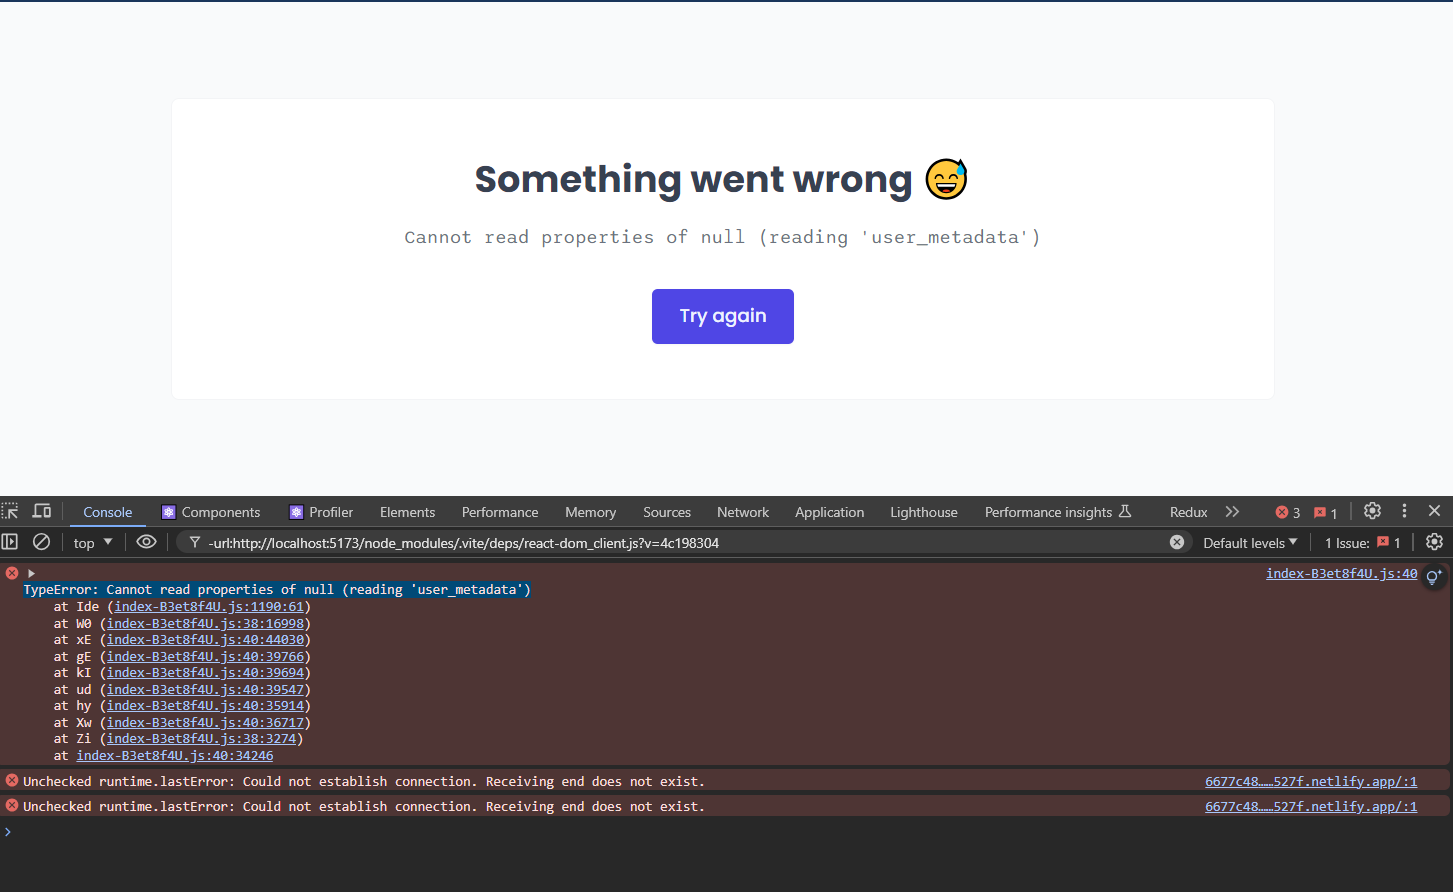 Something went wrong 😅
Cannot read properties of null (reading 'user_metadata')
Try again
Console Components Profiler Elements Performance Memory Sources Network Application Lighthouse Performance insights Redux 3 1
top -url:http://localhost:5173/node_modules/.vite/deps/react-dom_client.js?v=4c198304 Default levels 1 Issue: 1
index-B3et8f4U.js:40
TypeError: Cannot read properties of null (reading 'user_metadata')
at Ide (index-B3et8f4U.js:1190:61)
at W0 (index-B3et8f4U.js:38:16998)
at xE (index-B3et8f4U.js:40:44030)
at gE (index-B3et8f4U.js:40:39766)
at kI (index-B3et8f4U.js:40:39694)
at ud (index-B3et8f4U.js:40:39547)
at hy (index-B3et8f4U.js:40:35914)
at Xw (index-B3et8f4U.js:40:36717)
at Zi (index-B3et8f4U.js:38:3274)
at index-B3et8f4U.js:40:34246
Unchecked runtime.lastError: Could not establish connection. Receiving end does not exist. 6677c48……527f.netlify.app/:1
Unchecked runtime.lastError: Could not establish connection. Receiving end does not exist. 6677c48……527f.netlify.app/:1